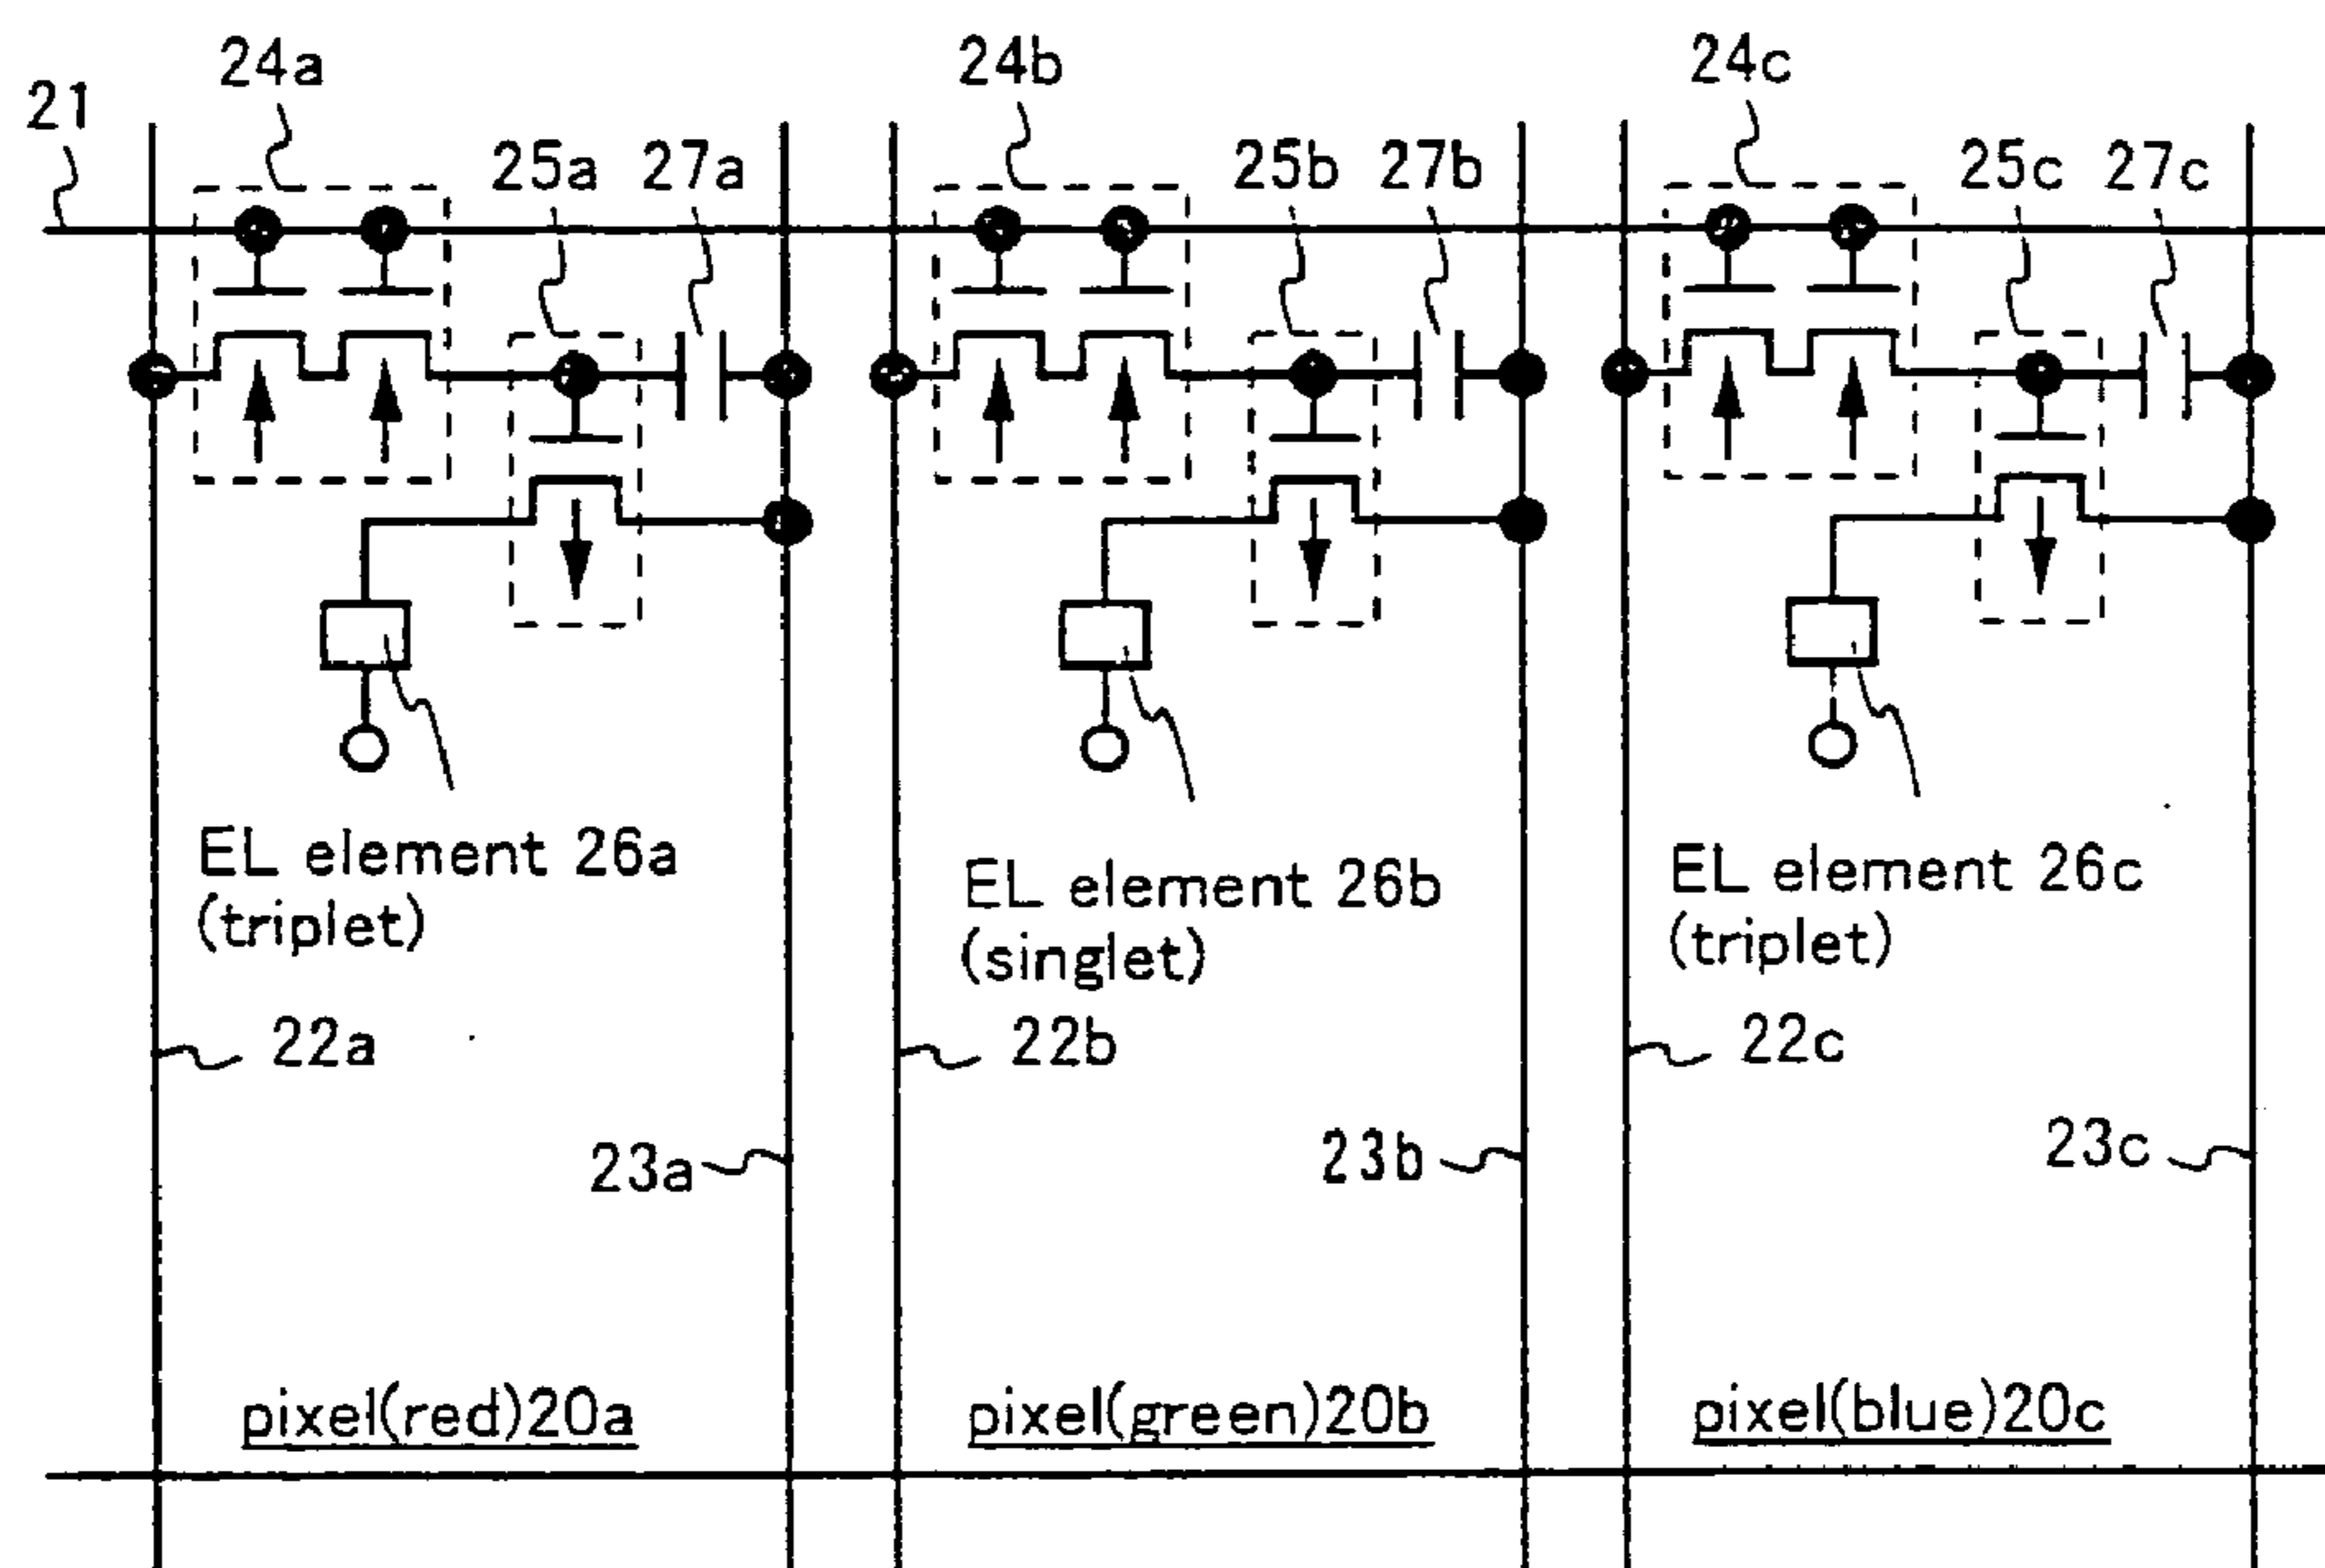 24a
24b
24c
21
25a
27a
25b
27b
25c
27c
EL element 26a
(triplet)
EL element 26b
(singlet)
EL element 26c
(triplet)
22a
22b
22c
23a
23b
23c
pixel(red)20a
pixel(green)20b
pixel(blue)20c